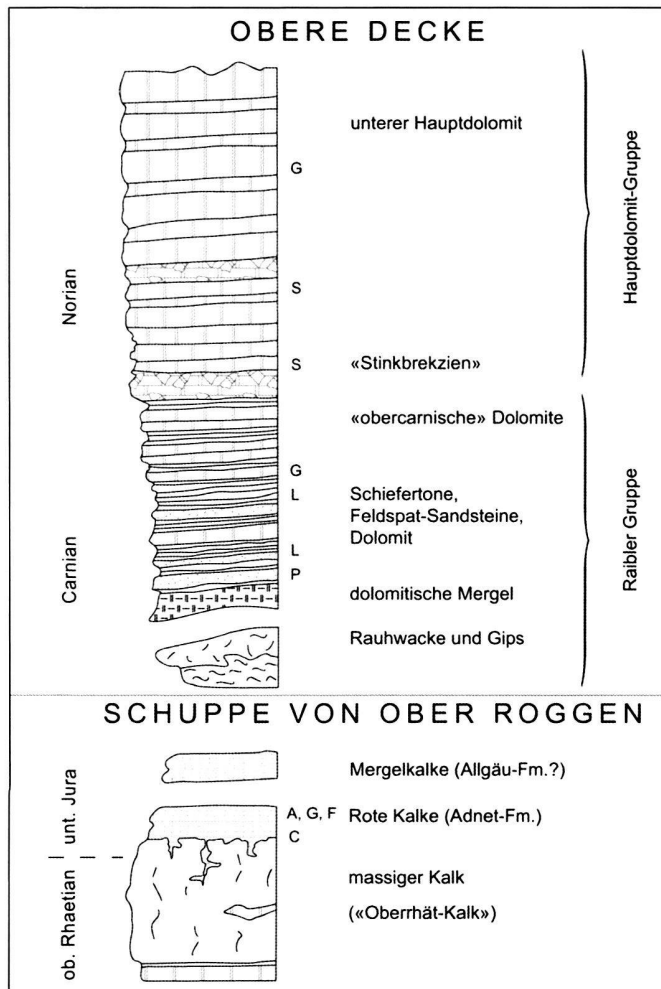 OBERE DECKE
unterer Hauptdolomit
G
S
S
«Stinkbrekzien»
«obercarnische» Dolomite
G
L
Schiefertone,
Feldspat-Sandsteine,
Dolomit
L
P
dolomitische Mergel
Rauhwacke und Gips
Norian
Carnian
Hauptdolomit-Gruppe
Raibler Gruppe
SCHUPPE VON OBER ROGGEN
Mergelkalke (Allgäu-Fm.?)
A, G, F
Rote Kalke (Adnet-Fm.)
C
massiger Kalk
(«Oberrhät-Kalk»)
unt. Jura
ob. Rhaetian